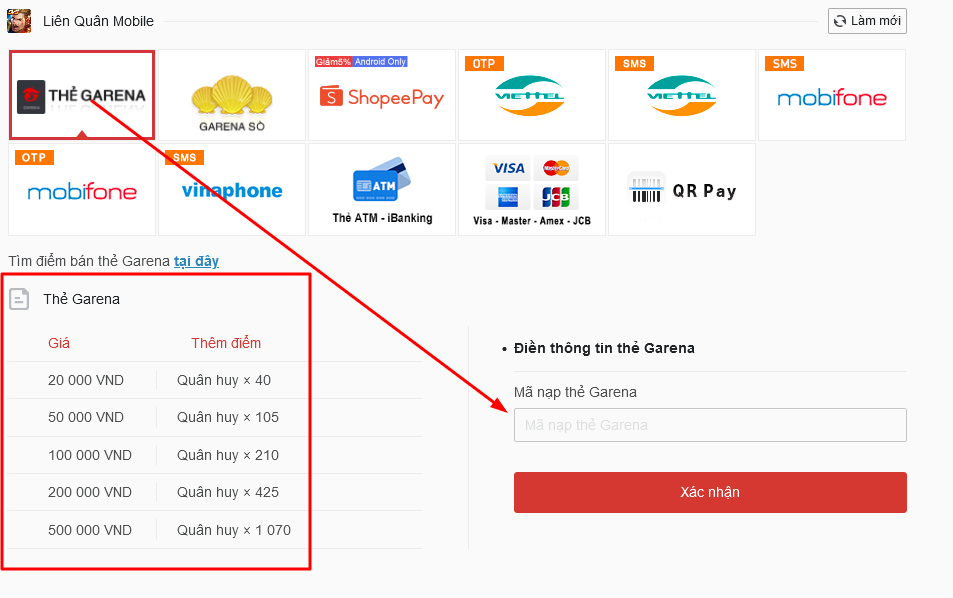 Liên Quân Mobile
Làm mới
THẺ GARENA
GARENA SÒ
Giảm5% Android Only
ShopeePay
OTP
VIETTEL
SMS
VIETTEL
SMS
mobifone
OTP
mobifone
SMS
vinaphone
ATM
Thẻ ATM - iBanking
VISA
MasterCard
JCB
Visa - Master - Amex - JCB
QR Pay
Tìm điểm bán thẻ Garena tại đây
Thẻ Garena
Giá Thêm điểm
20 000 VND Quân huy × 40
50 000 VND Quân huy × 105
100 000 VND Quân huy × 210
200 000 VND Quân huy × 425
500 000 VND Quân huy × 1 070
• Điền thông tin thẻ Garena
Mã nạp thẻ Garena
Mã nạp thẻ Garena
Xác nhận